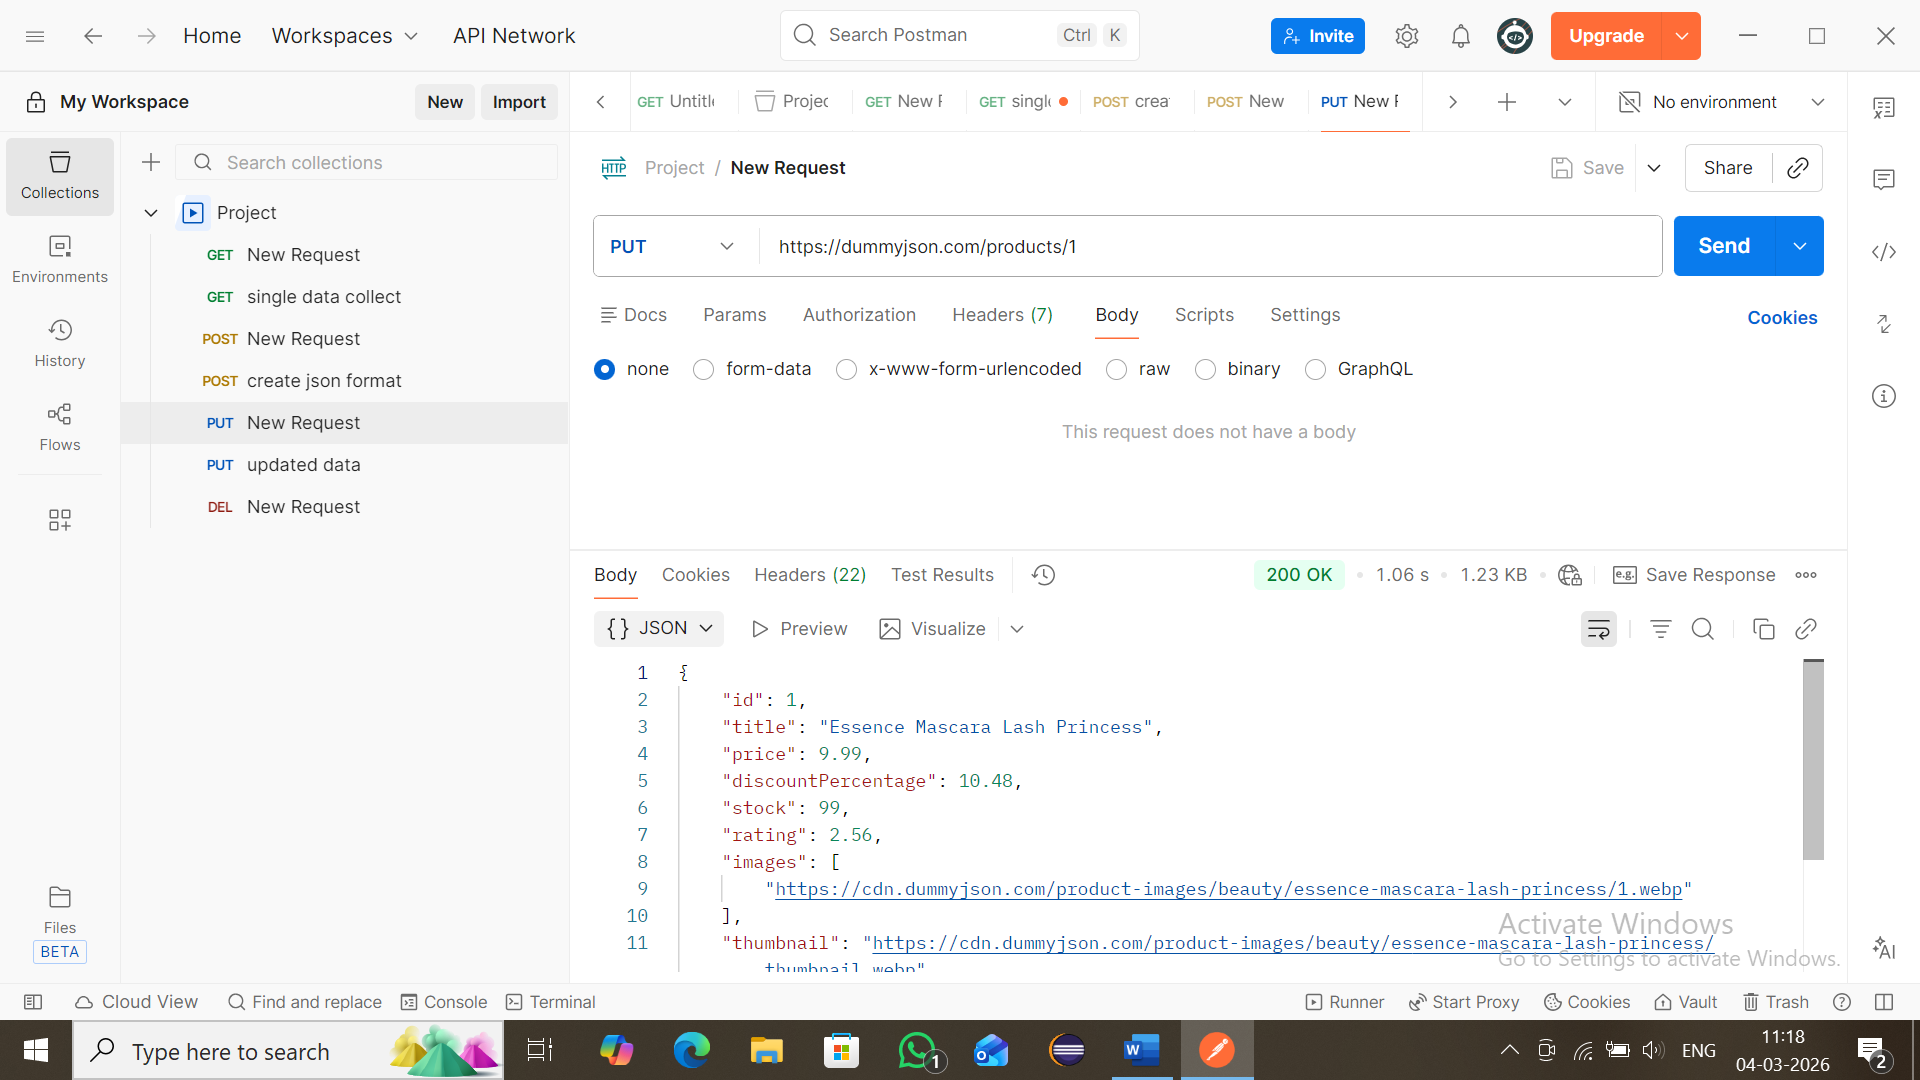 Home
Workspaces
API Network
Search Postman
Ctrl K
Invite
Upgrade
My Workspace
New
Import
GET Untitl
Projec
GET New F
GET singl
POST crea
POST New
PUT New F
No environment
Collections
Environments
History
Flows
Files
BETA
Search collections
Project
GET New Request
GET single data collect
POST New Request
POST create json format
PUT New Request
PUT updated data
DEL New Request
HTTP Project / New Request
Save
Share
PUT
https://dummyjson.com/products/1
Send
Docs
Params
Authorization
Headers (7)
Body
Scripts
Settings
Cookies
none
form-data
x-www-form-urlencoded
raw
binary
GraphQL
This request does not have a body
Body
Cookies
Headers (22)
Test Results
200 OK • 1.06 s • 1.23 KB
e.g. Save Response
{} JSON
Preview
Visualize
1 {
2 "id": 1,
3 "title": "Essence Mascara Lash Princess",
4 "price": 9.99,
5 "discountPercentage": 10.48,
6 "stock": 99,
7 "rating": 2.56,
8 "images": [
9 "https://cdn.dummyjson.com/product-images/beauty/essence-mascara-lash-princess/1.webp"
10 ],
11 "thumbnail": "https://cdn.dummyjson.com/product-images/beauty/essence-mascara-lash-princess/
thumbnail.webp"
Activate Windows
Go to Settings to activate Windows.
AI
Cloud View
Find and replace
Console
Terminal
Runner
Start Proxy
Cookies
Vault
Trash
Type here to search
1
ENG
11:18
04-03-2026
2